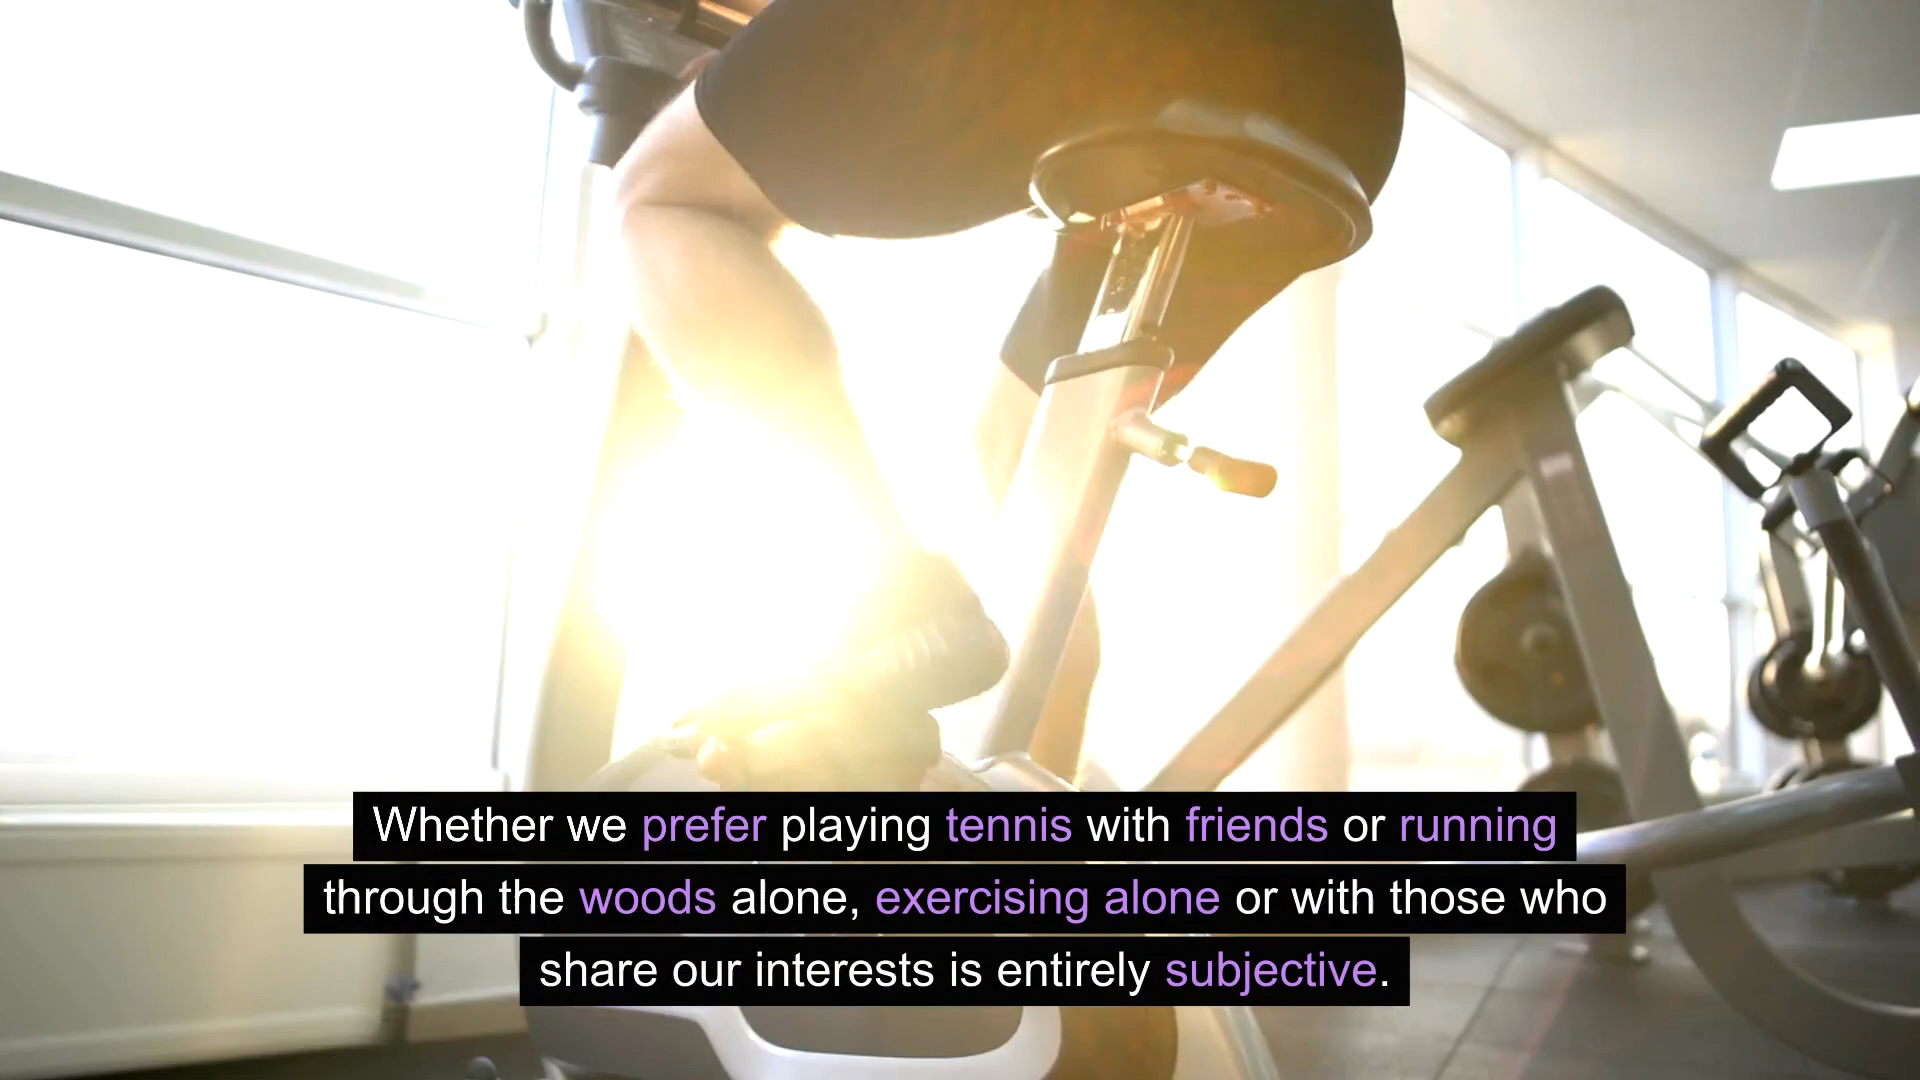 Whether we prefer playing tennis with friends or running
through the woods alone, exercising alone or with those who
share our interests is entirely subjective.